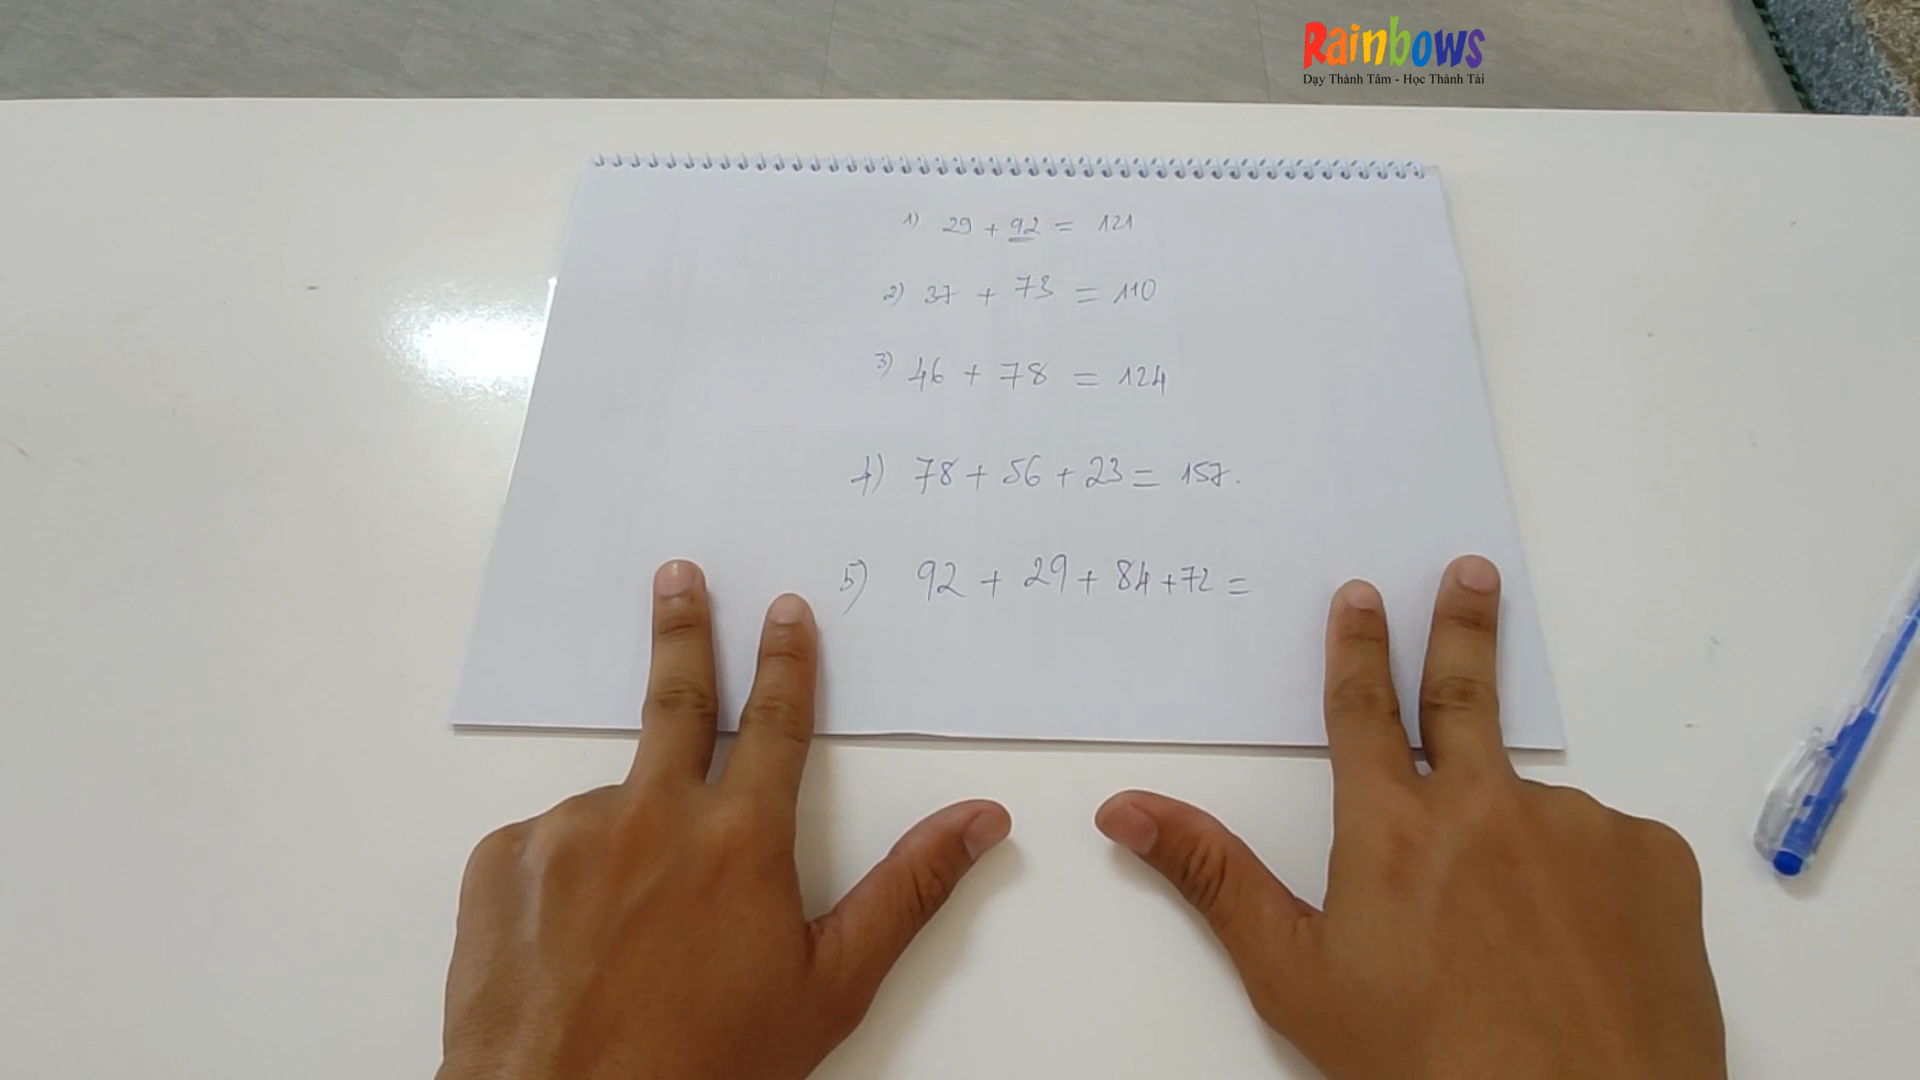 Rainbows
Dạy Thành Tâm - Học Thành Tài
1) 29 + 92 = 121
2) 37 + 73 = 110
3) 46 + 78 = 124
4) 78 + 56 + 23 = 157.
5) 92 + 29 + 84 + 72 =